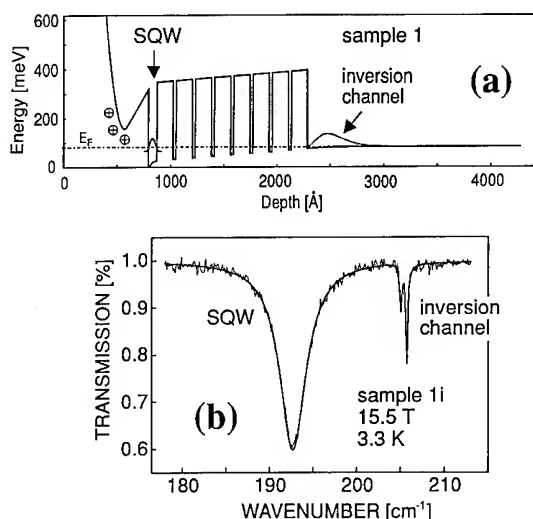 SQW
sample 1
(a)
inversion
channel
Energy [meV]
600
400
200
0
E_F
⊕
⊕
⊕
0
1000
2000
3000
4000
Depth [Å]
TRANSMISSION [%]
1.0
0.9
0.8
0.7
0.6
SQW
inversion
channel
sample 1i
15.5 T
3.3 K
(b)
180
190
200
210
WAVENUMBER [cm⁻¹]